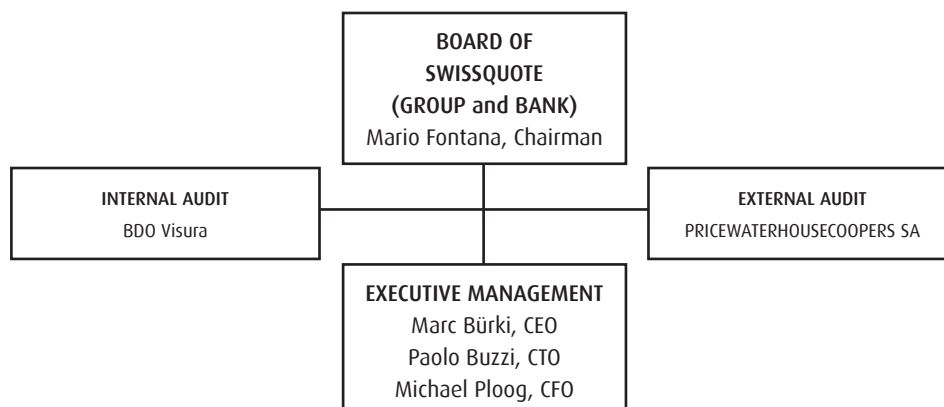 BOARD OF
SWISSQUOTE
(GROUP and BANK)
Mario Fontana, Chairman
INTERNAL AUDIT
BDO Visura
EXTERNAL AUDIT
PRICEWATERHOUSECOOPERS SA
EXECUTIVE MANAGEMENT
Marc Bürki, CEO
Paolo Buzzi, CTO
Michael Ploog, CFO